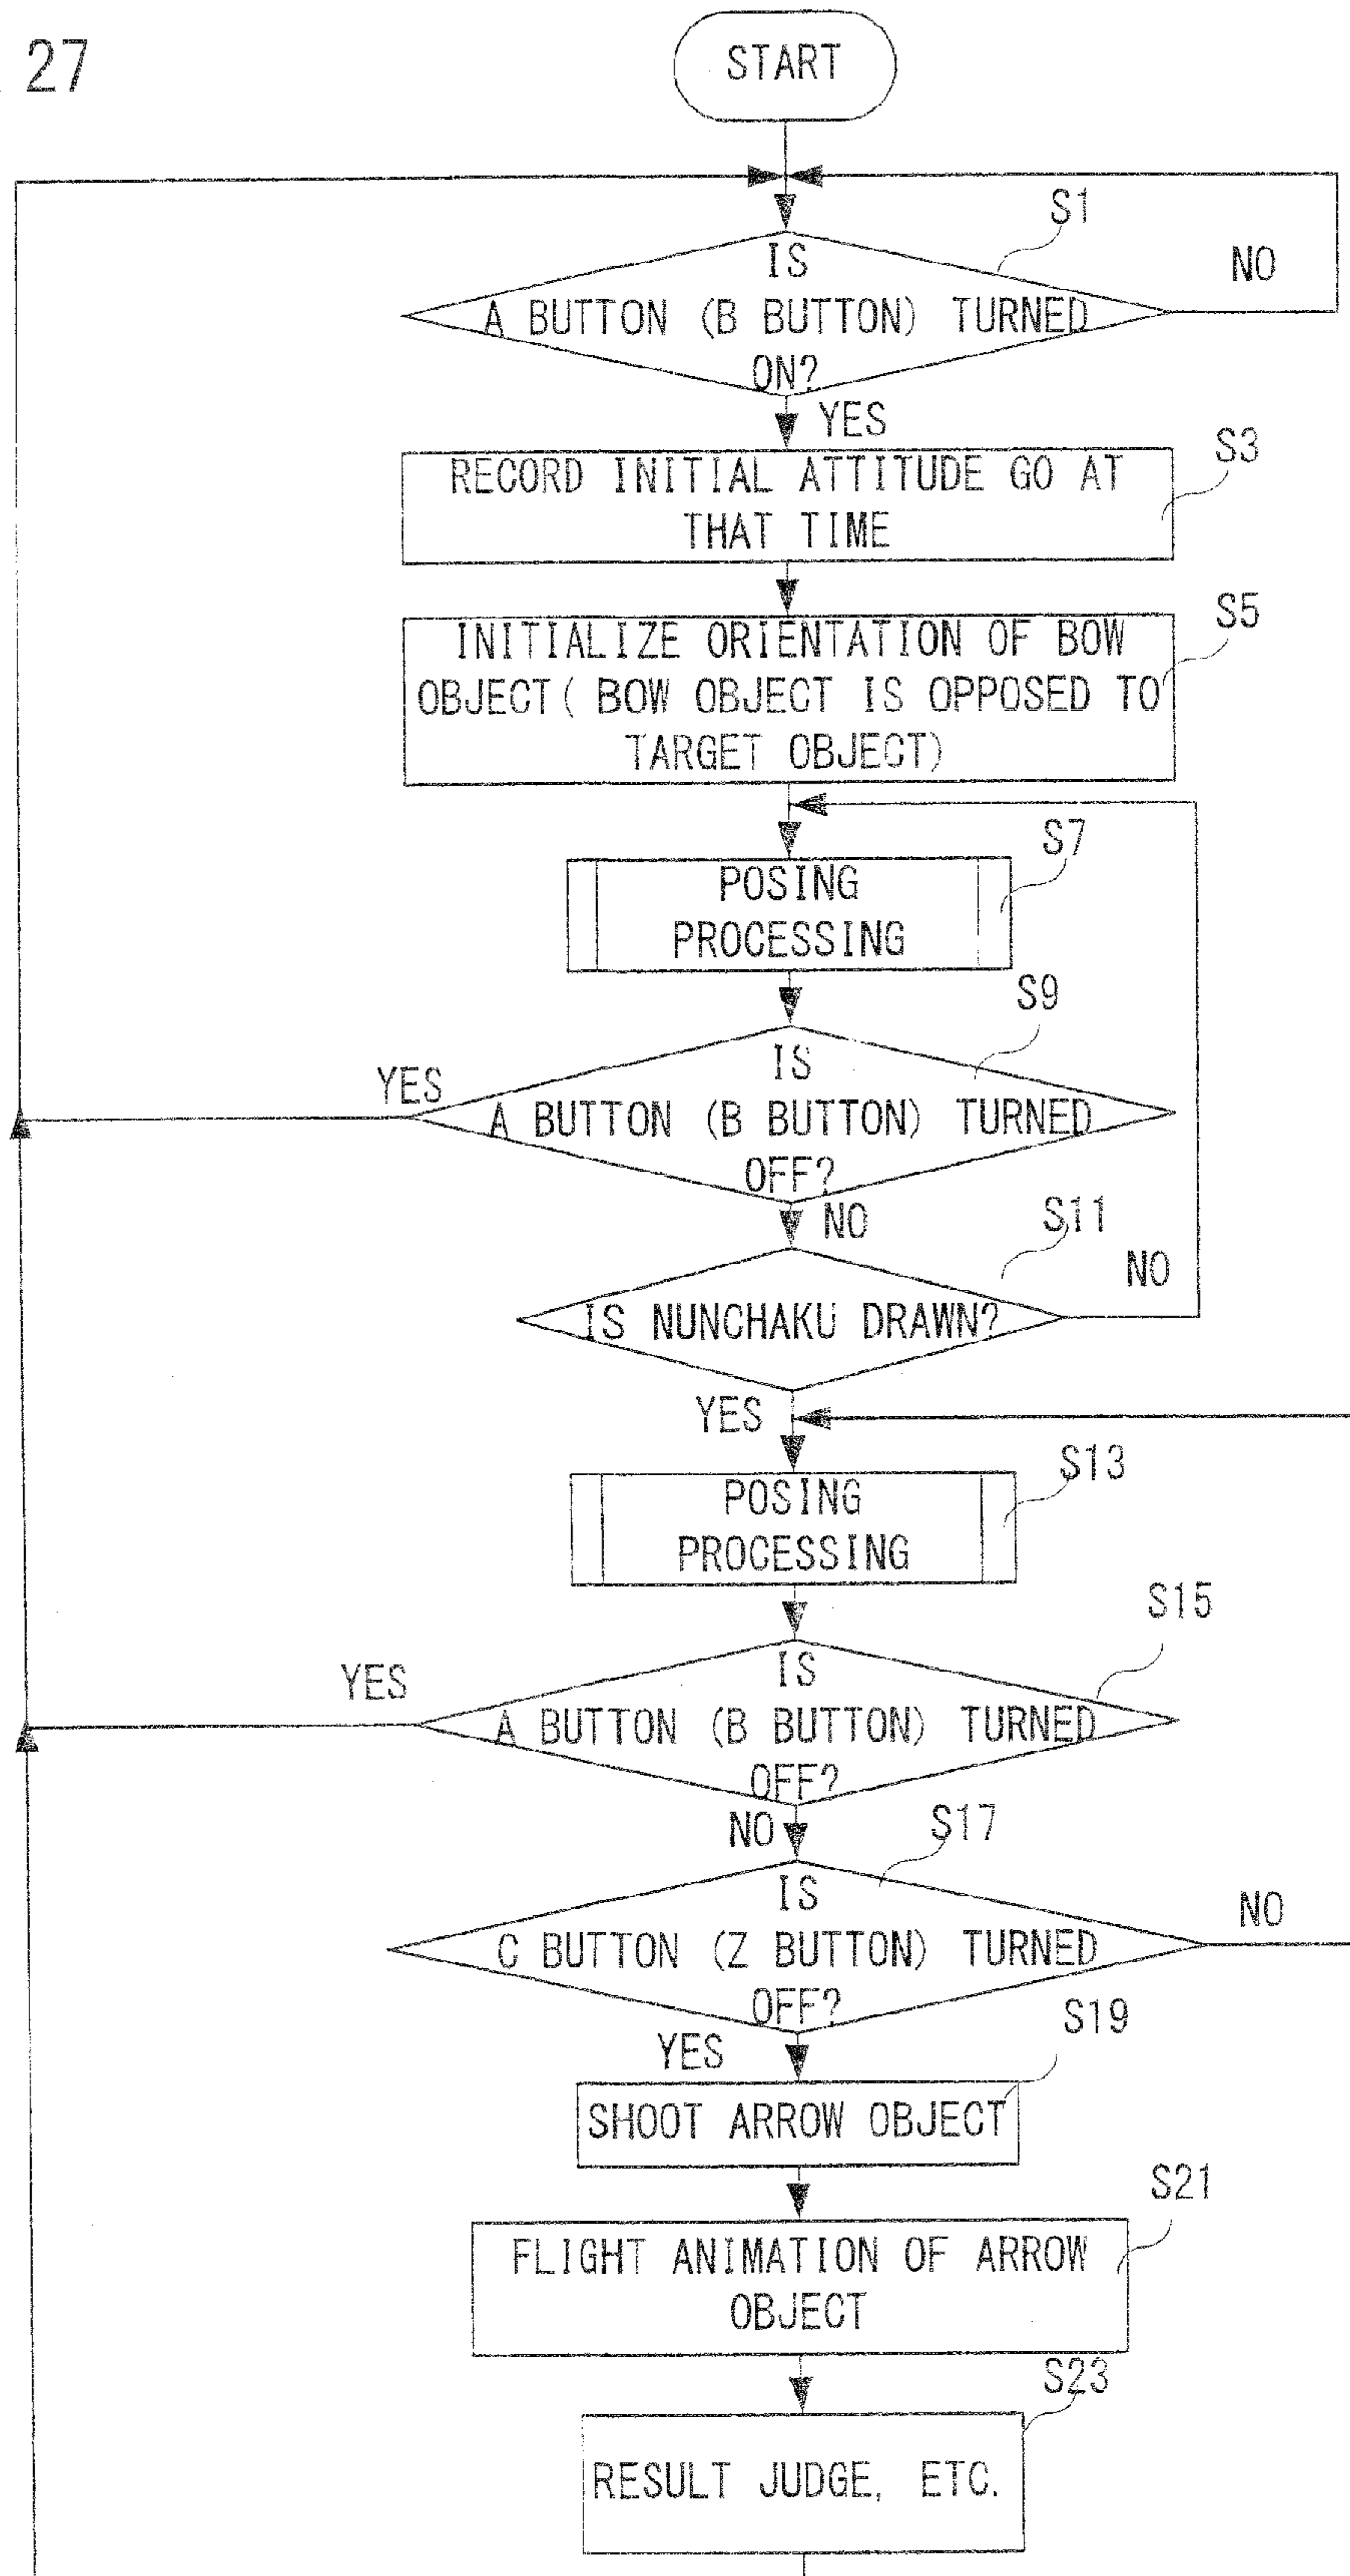 27
START
S1
IS
A BUTTON (B BUTTON) TURNED
ON?
NO
YES
S3
RECORD INITIAL ATTITUDE G0 AT
THAT TIME
S5
INITIALIZE ORIENTATION OF BOW
OBJECT( BOW OBJECT IS OPPOSED TO
TARGET OBJECT)
S7
POSING
PROCESSING
S9
IS
A BUTTON (B BUTTON) TURNED
OFF?
YES
NO
S11
IS NUNCHAKU DRAWN?
NO
YES
S13
POSING
PROCESSING
S15
IS
A BUTTON (B BUTTON) TURNED
OFF?
YES
NO
S17
IS
C BUTTON (Z BUTTON) TURNED
OFF?
NO
YES
S19
SHOOT ARROW OBJECT
S21
FLIGHT ANIMATION OF ARROW
OBJECT
S23
RESULT JUDGE, ETC.